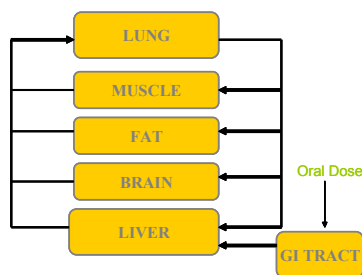 LUNG
MUSCLE
FAT
BRAIN
Oral Dose
LIVER
GI TRACT